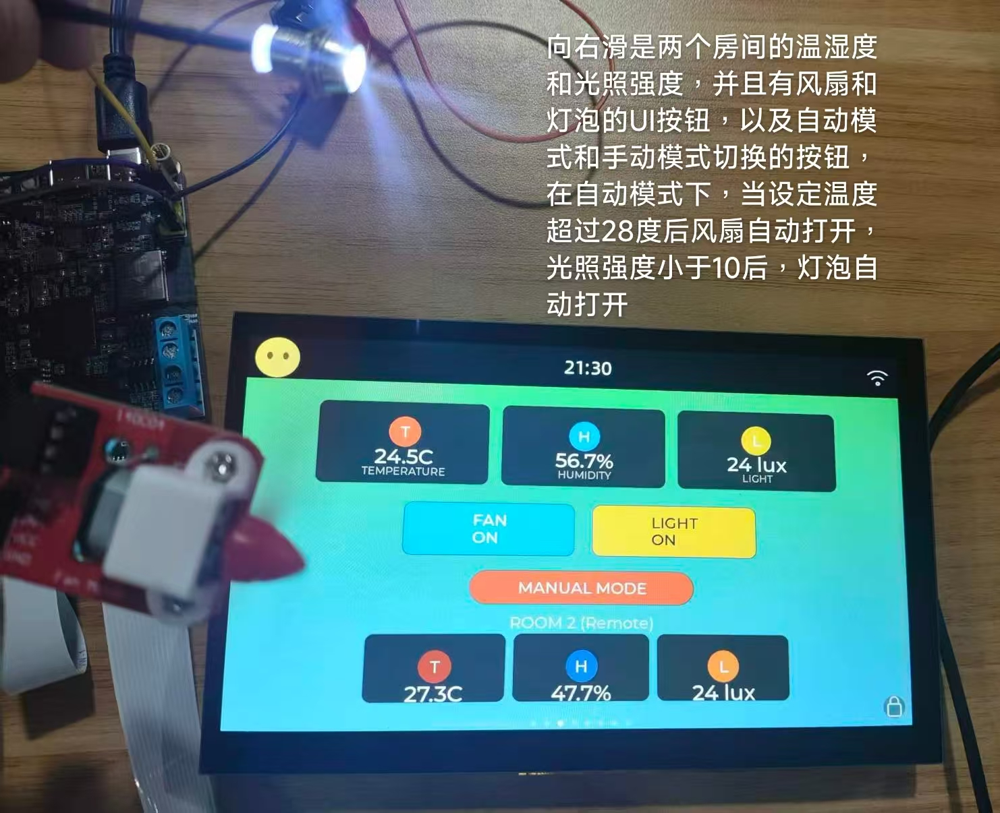 向右滑是两个房间的温湿度
和光照强度，并且有风扇和
灯泡的UI按钮，以及自动模
式和手动模式切换的按钮，
在自动模式下，当设定温度
超过28度后风扇自动打开，
光照强度小于10后，灯泡自
动打开
21:30
T
24.5C
TEMPERATURE
H
56.7%
HUMIDITY
L
24 lux
LIGHT
FAN
ON
LIGHT
ON
MANUAL MODE
ROOM 2 (Remote)
T
27.3C
H
47.7%
L
24 lux